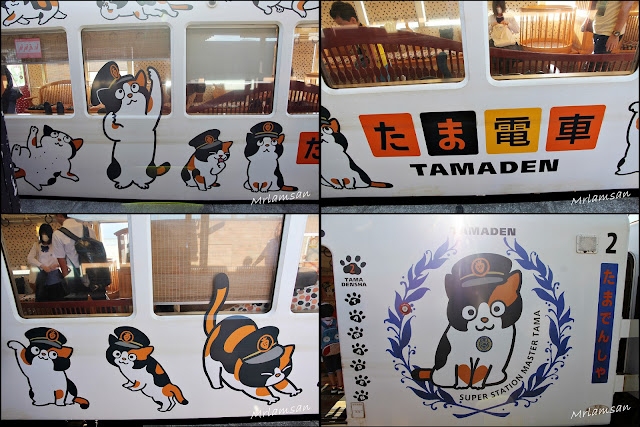 Mrlamsan
た
たま電車
TAMADEN
Mrlamsan
Mrlamsan
TAMADEN
2
TAMA
DENSHA
2
たまでんしゃ
SUPER STATION MASTER TAMA
Mrlamsan